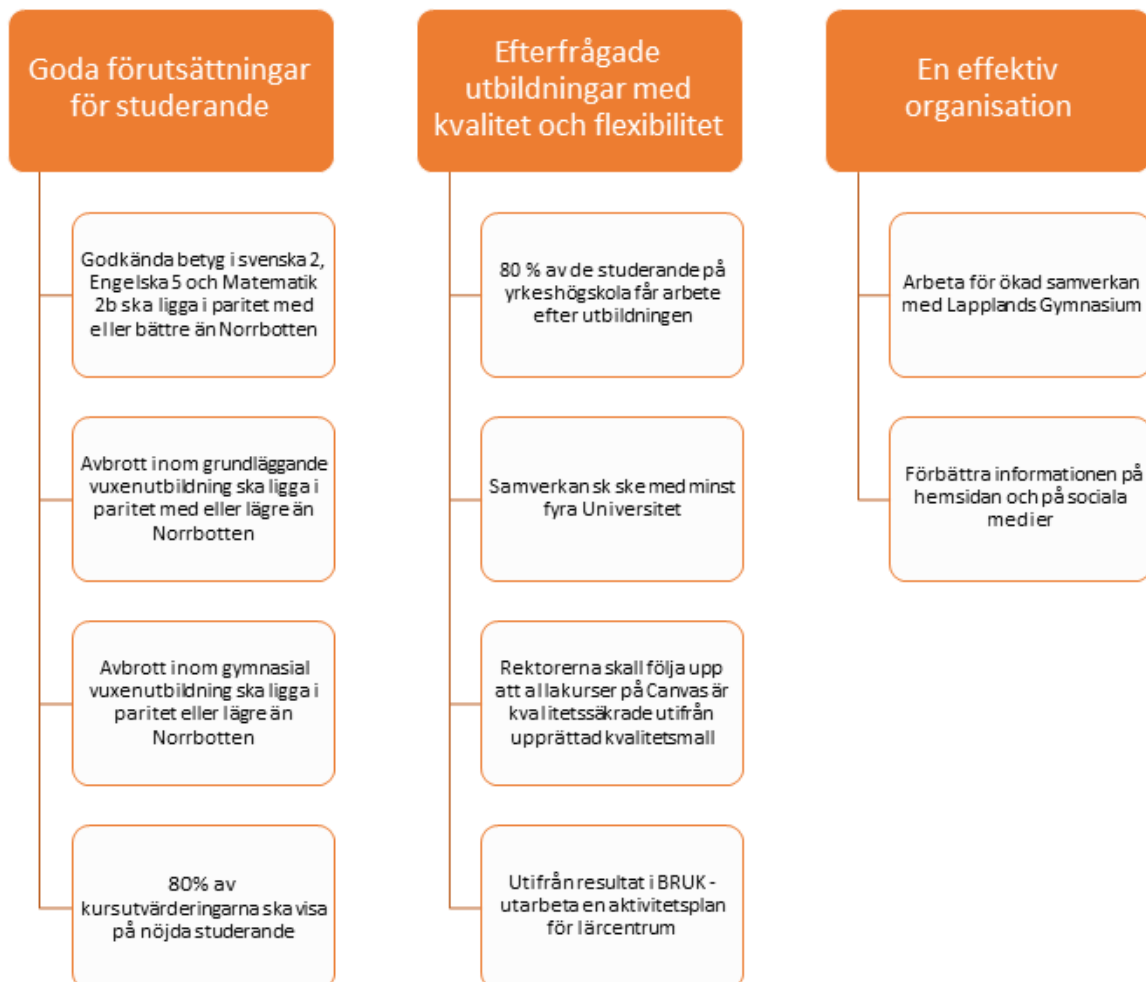 Goda förutsättningar
för studerande
Godkända betyg i svenska 2,
Engelska 5 och Matematik
2b ska ligga i paritet med
eller bättre än Norrbotten
Avbrott inom grundläggande
vuxenutbildning ska ligga i
paritet med eller lägre än
Norrbotten
Avbrott inom gymnasial
vuxenutbildning ska ligga i
paritet eller lägre än
Norrbotten
80% av
kursutvärderingarna ska visa
på nöjda studerande
Efterfrågade
utbildningar med
kvalitet och flexibilitet
80 % av de studerande på
yrkeshögskola får arbete
efter utbildningen
Samverkan sk ske med minst
fyra Universitet
Rektorerna skall följa upp
att alla kurser på Canvas är
kvalitetssäkrade utifrån
upprättad kvalitetsmall
Utifrån resultat i BRUK -
utarbeta en aktivitetsplan
för lärcentrum
En effektiv
organisation
Arbeta för ökad samverkan
med Lapplands Gymnasium
Förbättra informationen på
hemsidan och på sociala
medier